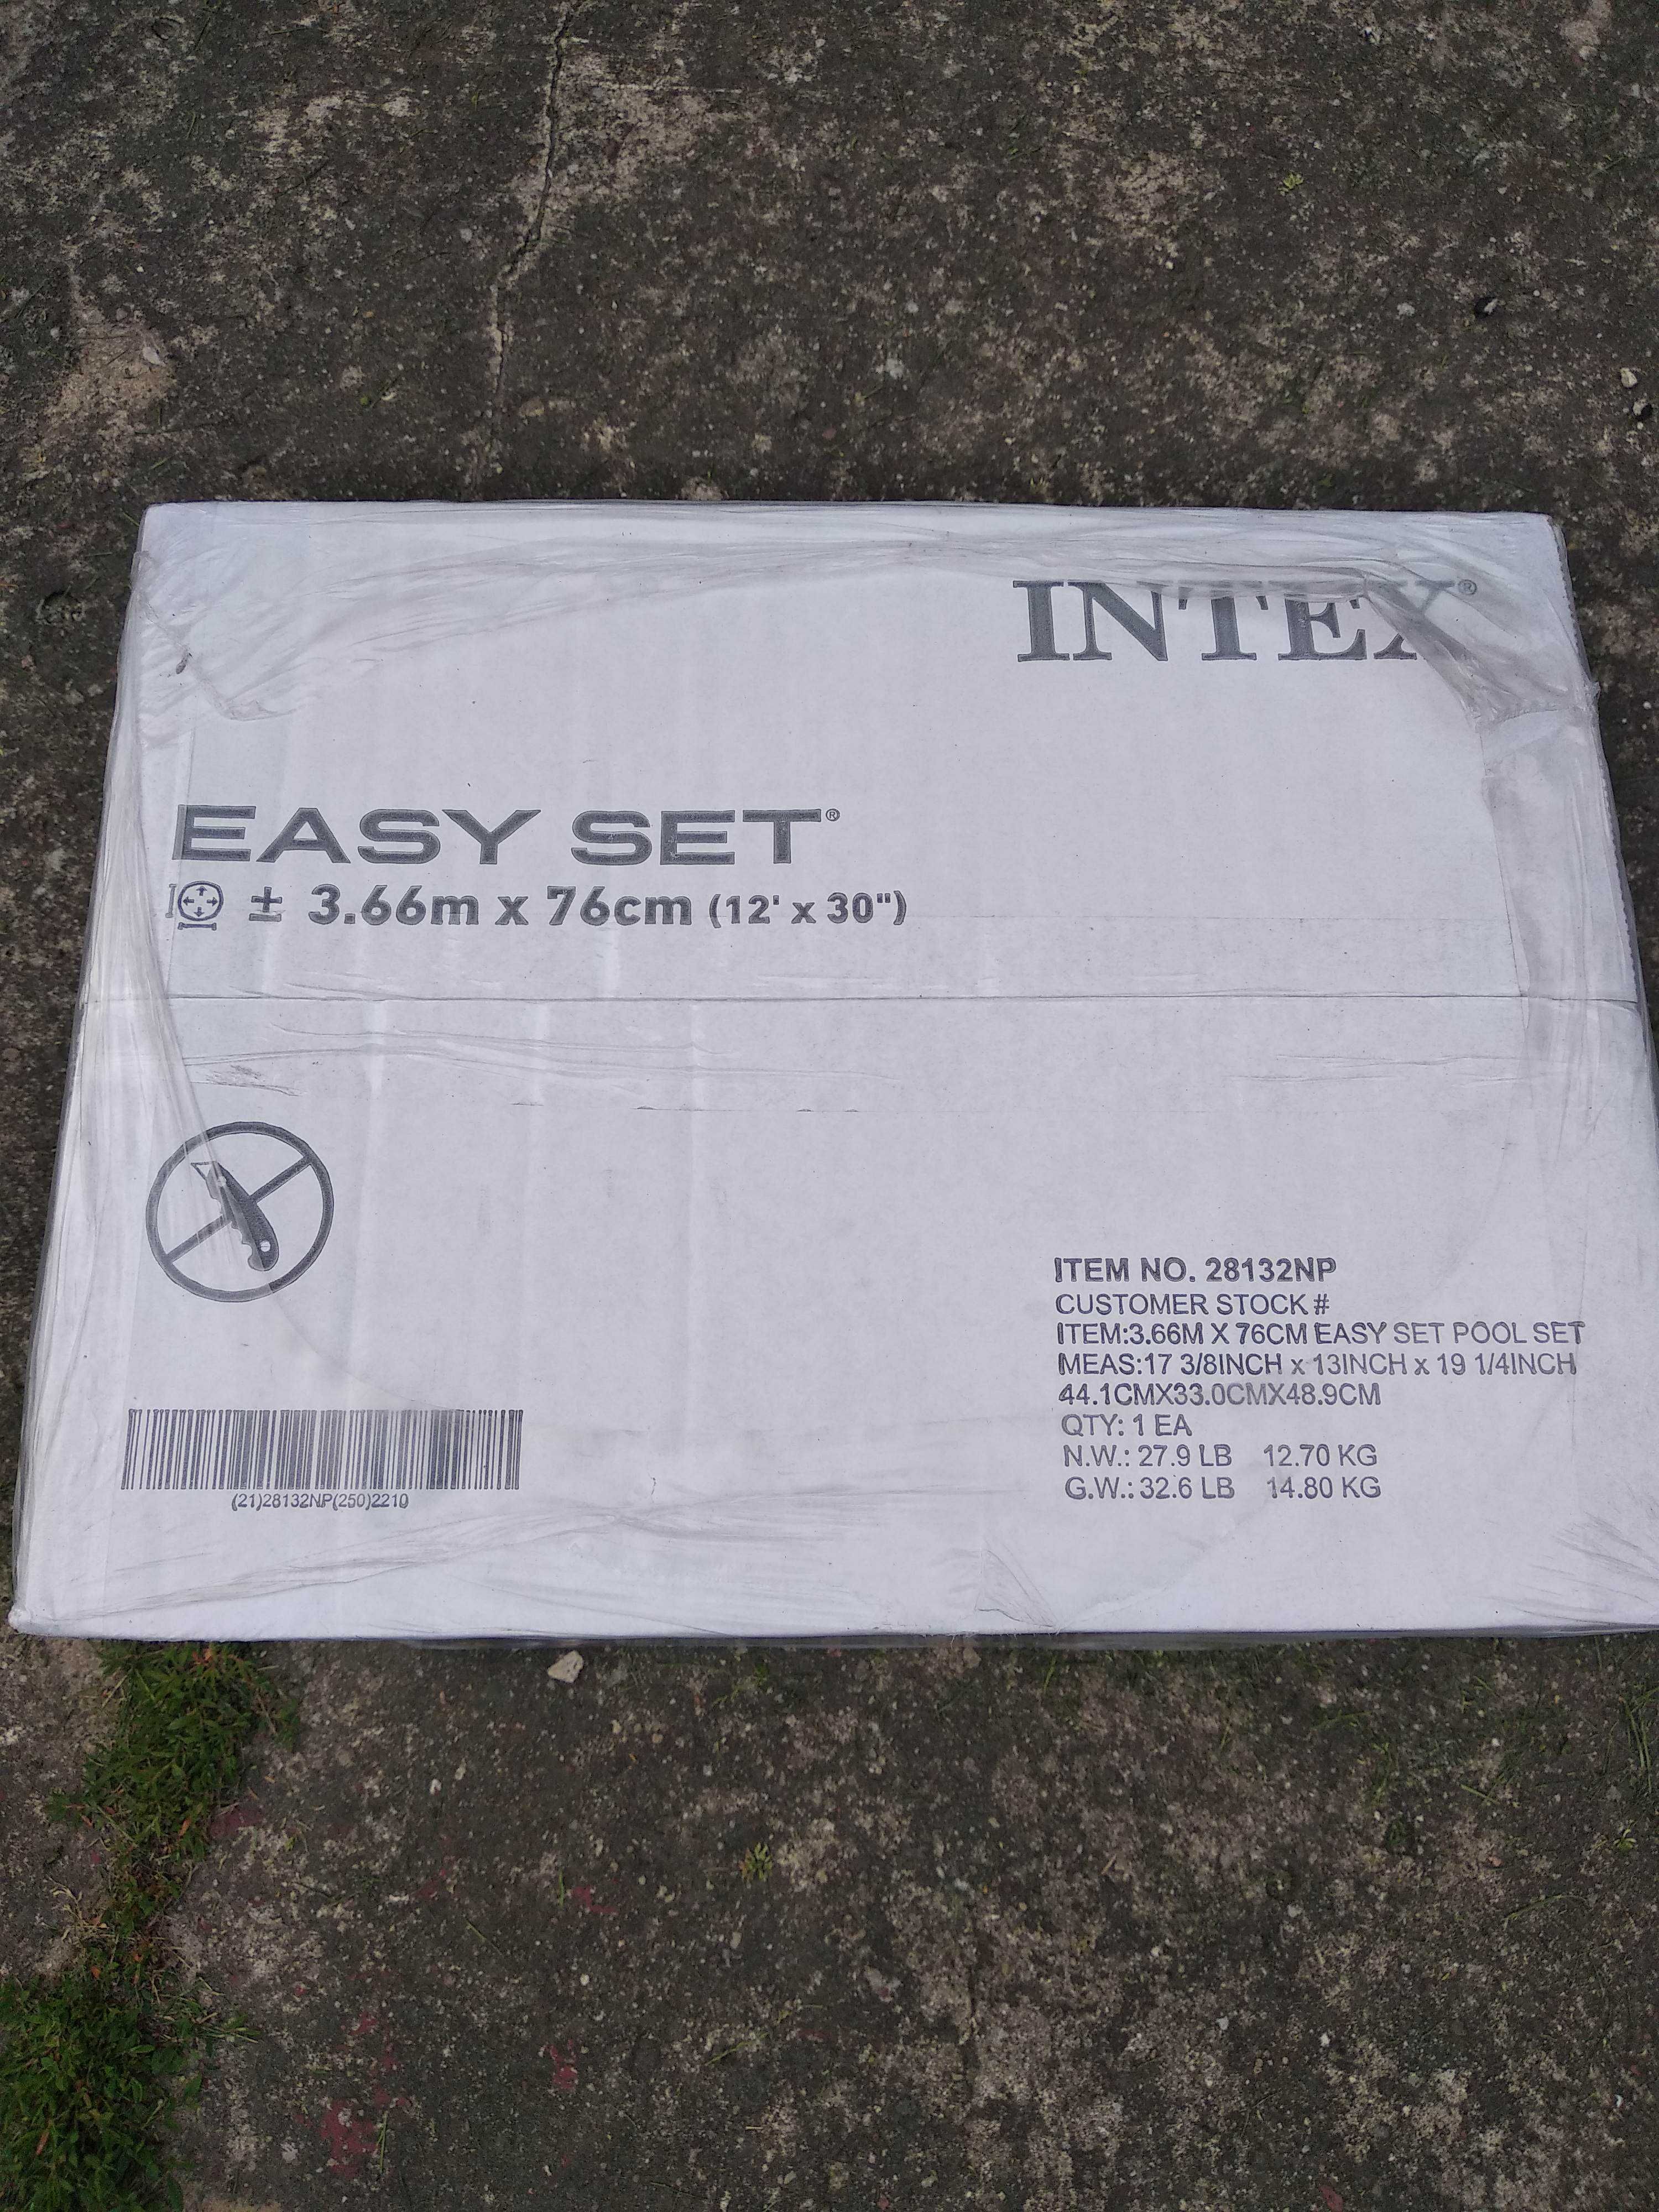 INTEX®
EASY SET®
± 3.66m x 76cm (12' x 30")
ITEM NO. 28132NP
CUSTOMER STOCK #
ITEM:3.66M X 76CM EASY SET POOL SET
MEAS:17 3/8INCH x 13INCH x 19 1/4INCH
44.1CMX33.0CMX48.9CM
QTY: 1 EA
N.W.: 27.9 LB 12.70 KG
G.W.: 32.6 LB 14.80 KG
(21)28132NP(250)2210